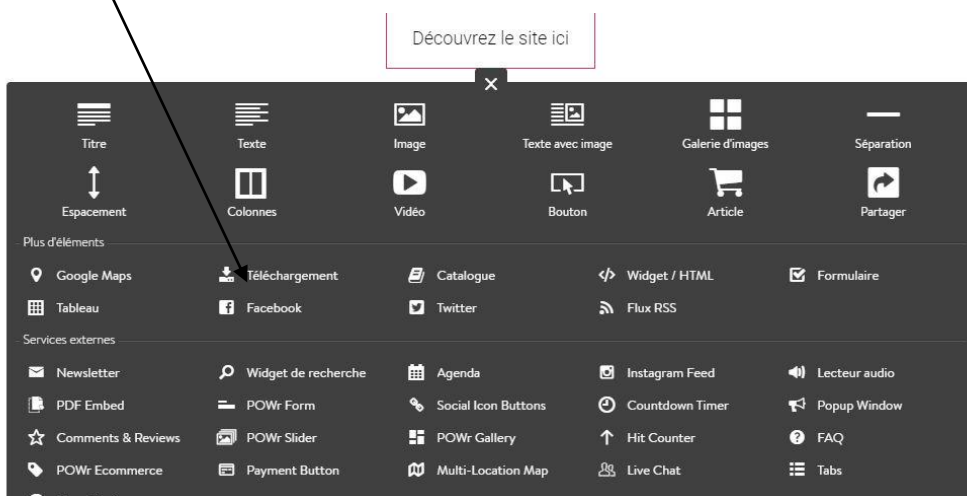 Découvrez le site ici
Titre Texte Image Texte avec image Galerie d'images Séparation
Espacement Colonnes Vidéo Bouton Article Partager
Plus d'éléments
Google Maps Téléchargement Catalogue Widget / HTML Formulaire
Tableau Facebook Twitter Flux RSS
Services externes
Newsletter Widget de recherche Agenda Instagram Feed Lecteur audio
PDF Embed POWr Form Social Icon Buttons Countdown Timer Popup Window
Comments & Reviews POWr Slider POWr Gallery Hit Counter FAQ
POWr Ecommerce Payment Button Multi-Location Map Live Chat Tabs